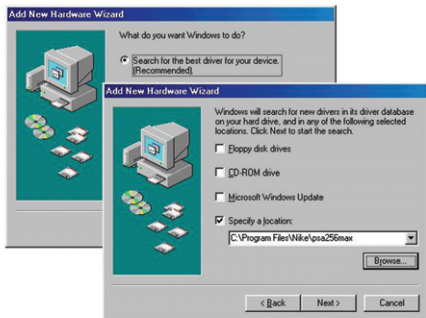 Add New Hardware Wizard
What do you want Windows to do?
Search for the best driver for your device.
(Recommended).
Add New Hardware Wizard
Windows will search for new drivers in its driver database
on your hard drive, and in any of the following selected
locations. Click Next to start the search.
Floppy disk drives
CD-ROM drive
Microsoft Windows Update
Specify a location:
C:\Program Files\Nike\psa256max
Browse...
< Back
Next >
Cancel